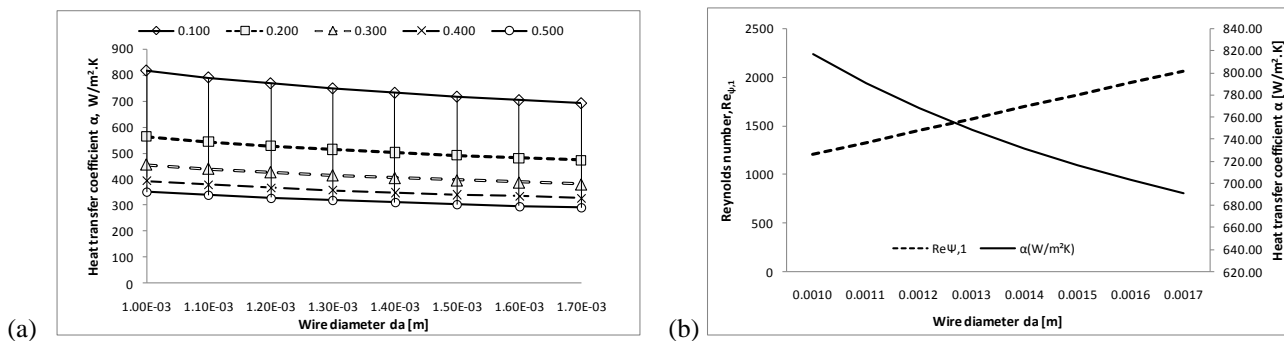 0.100 0.200 0.300 0.400 0.500
Heat transfer coefficient α, W/m².K
900
800
700
600
500
400
300
200
100
0
1.00E-03 1.10E-03 1.20E-03 1.30E-03 1.40E-03 1.50E-03 1.60E-03 1.70E-03
Wire diameter da [m]
(a)
Reynolds number,Reψ,1
2500
2000
1500
1000
500
0
ReΨ,1 α(W/m²K)
840.00
820.00
800.00
780.00
760.00
740.00
720.00
700.00
680.00
660.00
640.00
620.00
Heat transfer coefficient α [W/m².K]
0.0010 0.0011 0.0012 0.0013 0.0014 0.0015 0.0016 0.0017
Wire diameter da [m]
(b)